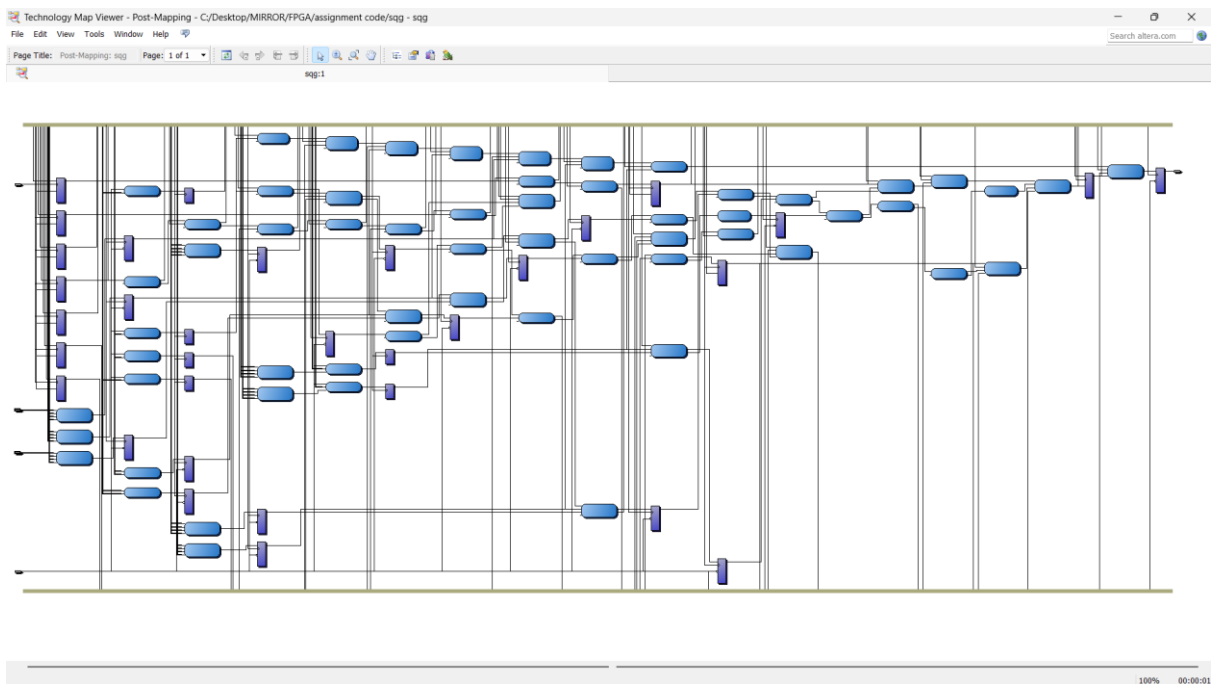 Technology Map Viewer - Post-Mapping - C:/Desktop/MIRROR/FPGA/assignment code/sqg - sqg
File Edit View Tools Window Help
Search altera.com
Page Title: Post-Mapping: sqg Page: 1 of 1
sqg:1
100% 00:00:01